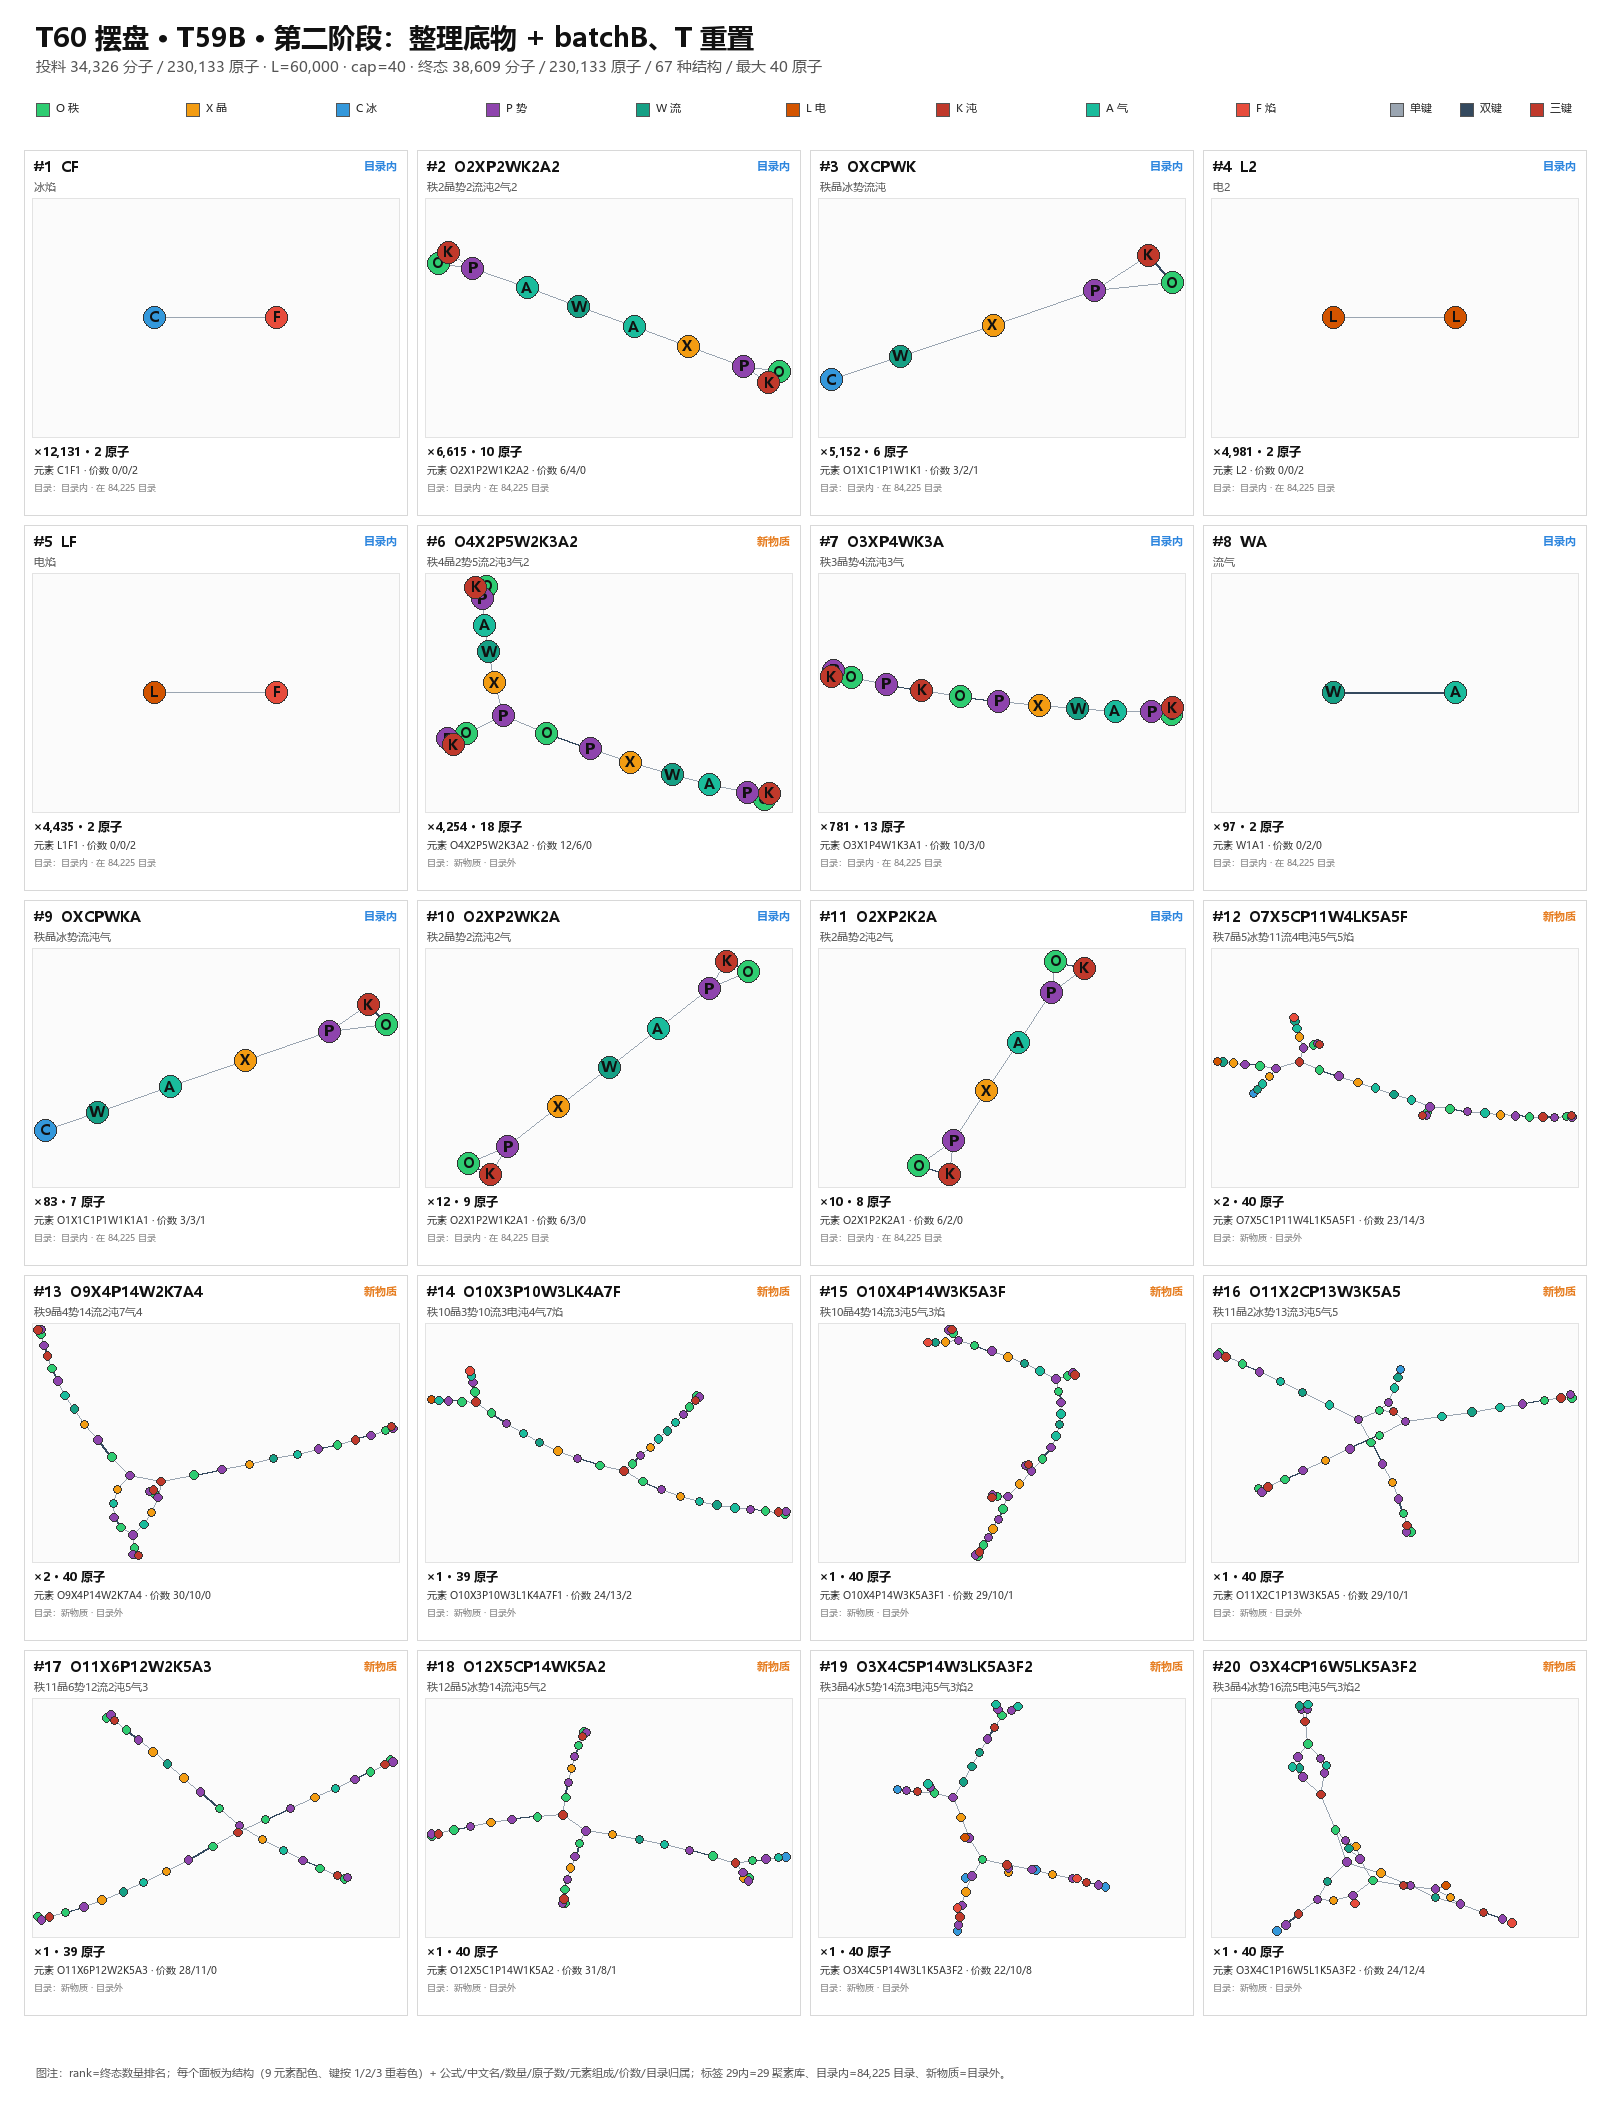 T60 摆盘 • T59B • 第二阶段：整理底物 + batchB、T 重置
投料 34,326 分子 / 230,133 原子 · L=60,000 · cap=40 · 终态 38,609 分子 / 230,133 原子 / 67 种结构 / 最大 40 原子
O 秩 X 晶 C 冰 P 势 W 流 L 电 K 沌 A 气 F 焰 单键 双键 三键
#1 CF 目录内
冰焰
C F
×12,131 • 2 原子
元素 C1F1 · 价数 0/0/2
目录：目录内 · 在 84,225 目录
#2 O2XP2WK2A2 目录内
秩2晶势2流沌2气2
K O P A W A X P O K
×6,615 • 10 原子
元素 O2X1P2W1K2A2 · 价数 6/4/0
目录：目录内 · 在 84,225 目录
#3 OXCPWK 目录内
秩晶冰势流沌
C W X P K O
×5,152 • 6 原子
元素 O1X1C1P1W1K1 · 价数 3/2/1
目录：目录内 · 在 84,225 目录
#4 L2 目录内
电2
L L
×4,981 • 2 原子
元素 L2 · 价数 0/0/2
目录：目录内 · 在 84,225 目录
#5 LF 目录内
电焰
L F
×4,435 • 2 原子
元素 L1F1 · 价数 0/0/2
目录：目录内 · 在 84,225 目录
#6 O4X2P5W2K3A2 新物质
秩4晶2势5流2沌3气2
K O P A W X P O K O P X W A P K
×4,254 • 18 原子
元素 O4X2P5W2K3A2 · 价数 12/6/0
目录：新物质 · 目录外
#7 O3XP4WK3A 目录内
秩3晶势4流沌3气
K O P K O P X W A P K
×781 • 13 原子
元素 O3X1P4W1K3A1 · 价数 10/3/0
目录：目录内 · 在 84,225 目录
#8 WA 目录内
流气
W A
×97 • 2 原子
元素 W1A1 · 价数 0/2/0
目录：目录内 · 在 84,225 目录
#9 OXCPWKA 目录内
秩晶冰势流沌气
C W A X P K O
×83 • 7 原子
元素 O1X1C1P1W1K1A1 · 价数 3/3/1
目录：目录内 · 在 84,225 目录
#10 O2XP2WK2A 目录内
秩2晶势2流沌2气
K O P A W X P O K
×12 • 9 原子
元素 O2X1P2W1K2A1 · 价数 6/3/0
目录：目录内 · 在 84,225 目录
#11 O2XP2K2A 目录内
秩2晶势2沌2气
O K P A X P O K
×10 • 8 原子
元素 O2X1P2K2A1 · 价数 6/2/0
目录：目录内 · 在 84,225 目录
#12 O7X5CP11W4LK5A5F 新物质
秩7晶5冰势11流4电沌5气5焰
×2 • 40 原子
元素 O7X5C1P11W4L1K5A5F1 · 价数 23/14/3
目录：新物质 · 目录外
#13 O9X4P14W2K7A4 新物质
秩9晶4势14流2沌7气4
×2 • 40 原子
元素 O9X4P14W2K7A4 · 价数 30/10/0
目录：新物质 · 目录外
#14 O10X3P10W3LK4A7F 新物质
秩10晶3势10流3电沌4气7焰
×1 • 39 原子
元素 O10X3P10W3L1K4A7F1 · 价数 24/13/2
目录：新物质 · 目录外
#15 O10X4P14W3K5A3F 新物质
秩10晶4势14流3沌5气3焰
×1 • 40 原子
元素 O10X4P14W3K5A3F1 · 价数 29/10/1
目录：新物质 · 目录外
#16 O11X2CP13W3K5A5 新物质
秩11晶2冰势13流3沌5气5
×1 • 40 原子
元素 O11X2C1P13W3K5A5 · 价数 29/10/1
目录：新物质 · 目录外
#17 O11X6P12W2K5A3 新物质
秩11晶6势12流2沌5气3
×1 • 39 原子
元素 O11X6P12W2K5A3 · 价数 28/11/0
目录：新物质 · 目录外
#18 O12X5CP14WK5A2 新物质
秩12晶5冰势14流沌5气2
×1 • 40 原子
元素 O12X5C1P14W1K5A2 · 价数 31/8/1
目录：新物质 · 目录外
#19 O3X4C5P14W3LK5A3F2 新物质
秩3晶4冰5势14流3电沌5气3焰2
×1 • 40 原子
元素 O3X4C5P14W3L1K5A3F2 · 价数 22/10/8
目录：新物质 · 目录外
#20 O3X4CP16W5LK5A3F2 新物质
秩3晶4冰势16流5电沌5气3焰2
×1 • 40 原子
元素 O3X4C1P16W5L1K5A3F2 · 价数 24/12/4
目录：新物质 · 目录外
图注：rank=终态数量排名；每个面板为结构（9 元素配色、键按 1/2/3 重着色）+ 公式/中文名/数量/原子数/元素组成/价数/目录归属；标签 29内=29 聚素库、目录内=84,225 目录、新物质=目录外。